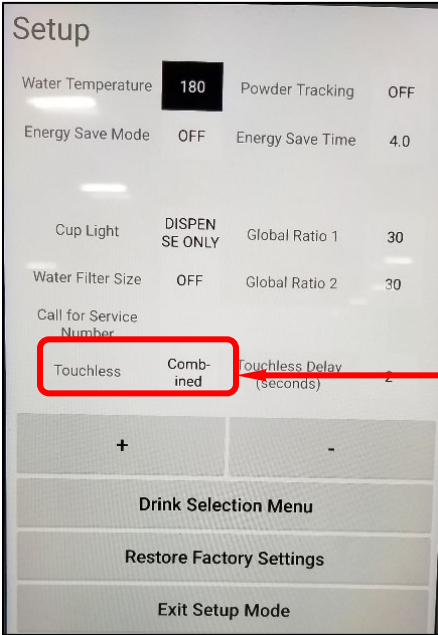 Setup
Water Temperature 180 Powder Tracking OFF
Energy Save Mode OFF Energy Save Time 4.0
Cup Light DISPEN
SE ONLY Global Ratio 1 30
Water Filter Size OFF Global Ratio 2 30
Call for Service
Number
Touchless Comb-
ined Touchless Delay
(seconds) 2
+ -
Drink Selection Menu
Restore Factory Settings
Exit Setup Mode